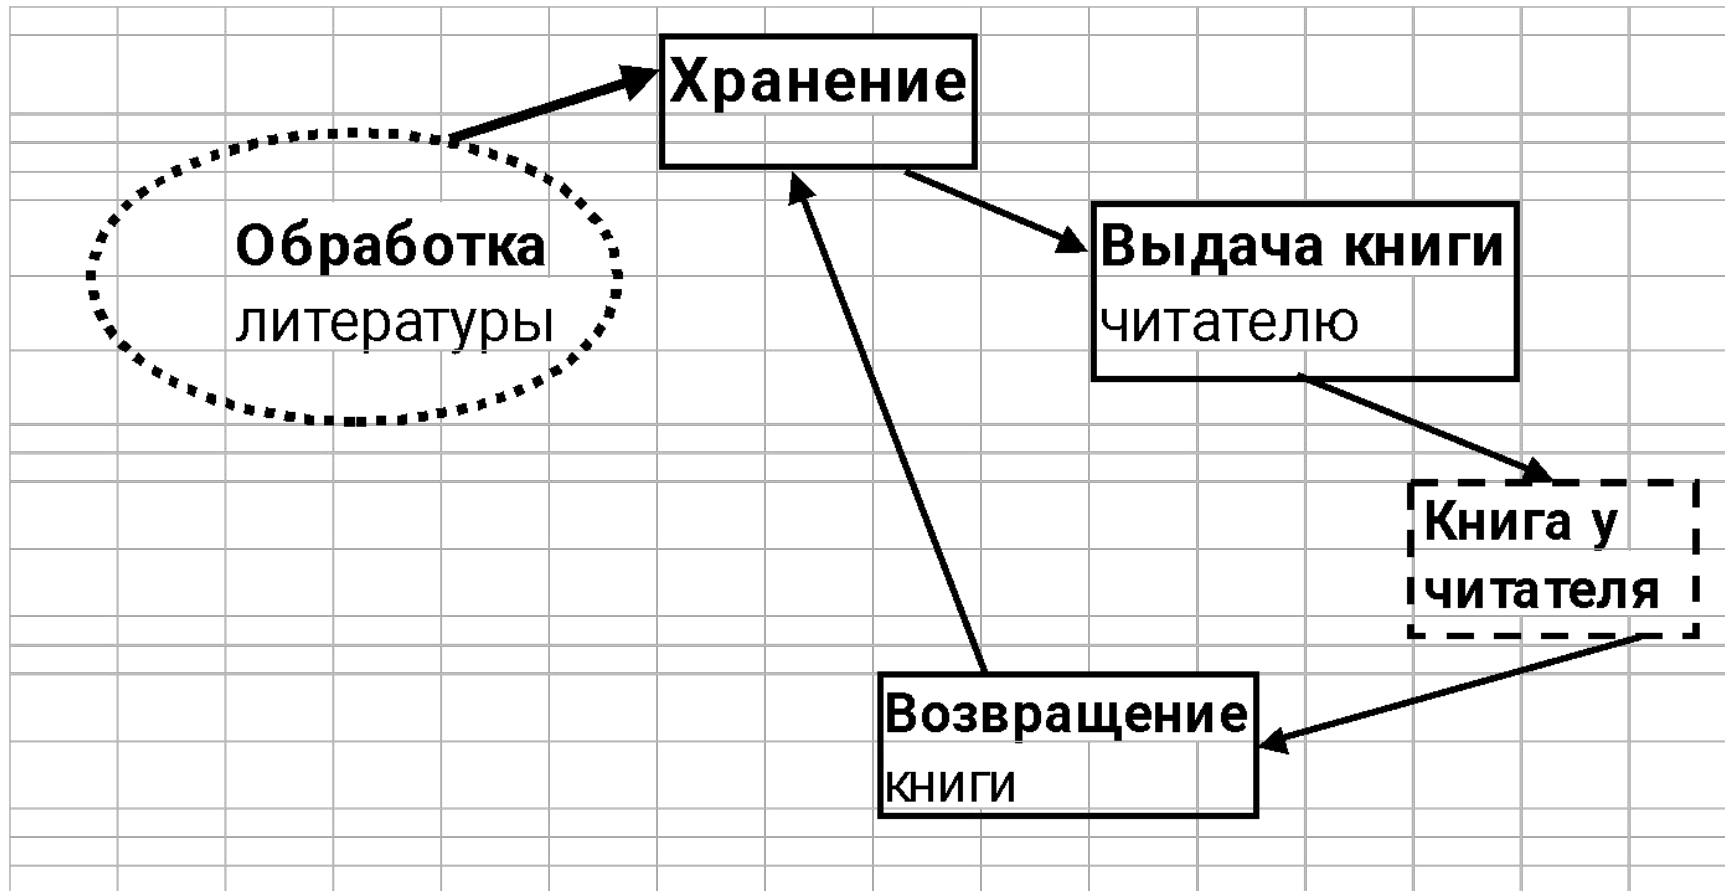 Хранение
Обработка
литературы
Выдача книги
читателю
Книга у
читателя
Возвращение
книги